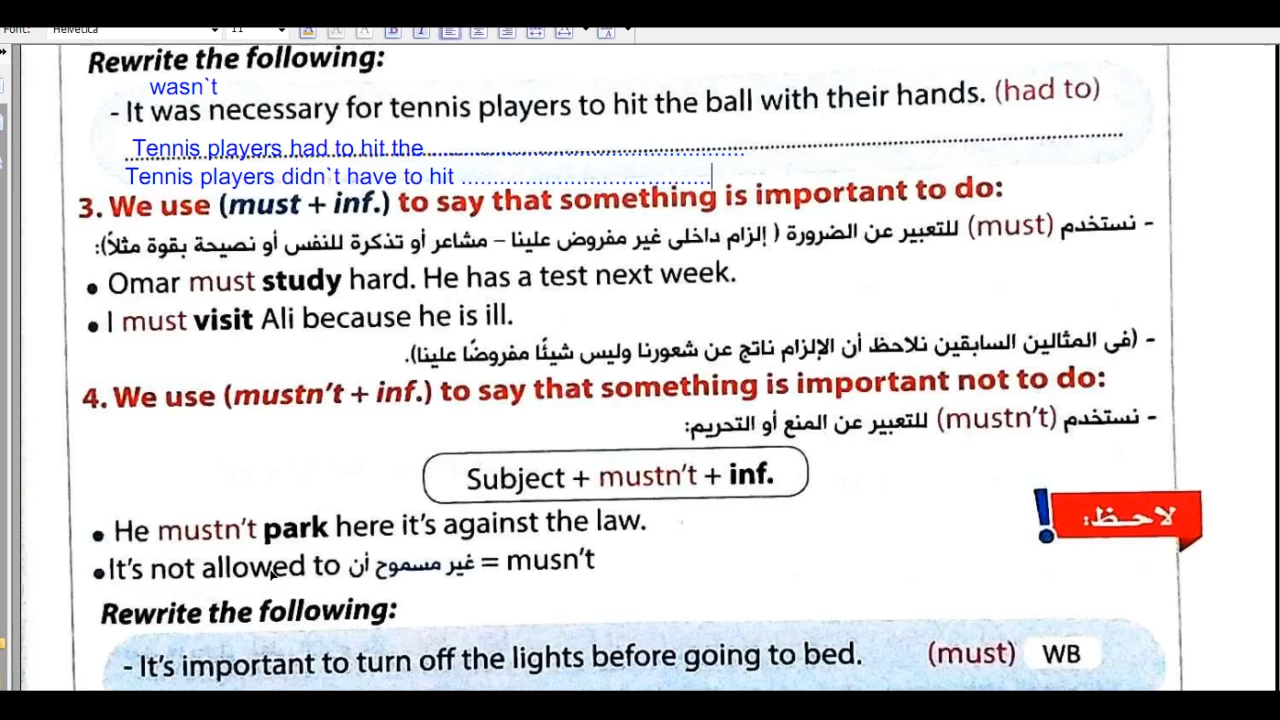 Font:
Helvetica
11
Rewrite the following:
wasn`t
- It was necessary for tennis players to hit the ball with their hands. (had to)
Tennis players had to hit the ..........................................................
Tennis players didn`t have to hit ......................................
3. We use (must + inf.) to say that something is important to do:
- نستخدم (must) للتعبير عن الضرورة ( إلزام داخلى غير مفروض علينا – مشاعر أو تذكرة للنفس أو نصيحة بقوة مثلاً):
• Omar must study hard. He has a test next week.
• I must visit Ali because he is ill.
- (فى المثالين السابقين نلاحظ أن الإلزام ناتج عن شعورنا وليس شيئًا مفروضًا علينا).
4. We use (mustn't + inf.) to say that something is important not to do:
- نستخدم (mustn't) للتعبير عن المنع أو التحريم:
Subject + mustn't + inf.
لاحـظ:
• He mustn't park here it's against the law.
• It's not allowed to غير مسموح أن = musn't
Rewrite the following:
- It's important to turn off the lights before going to bed. (must) WB